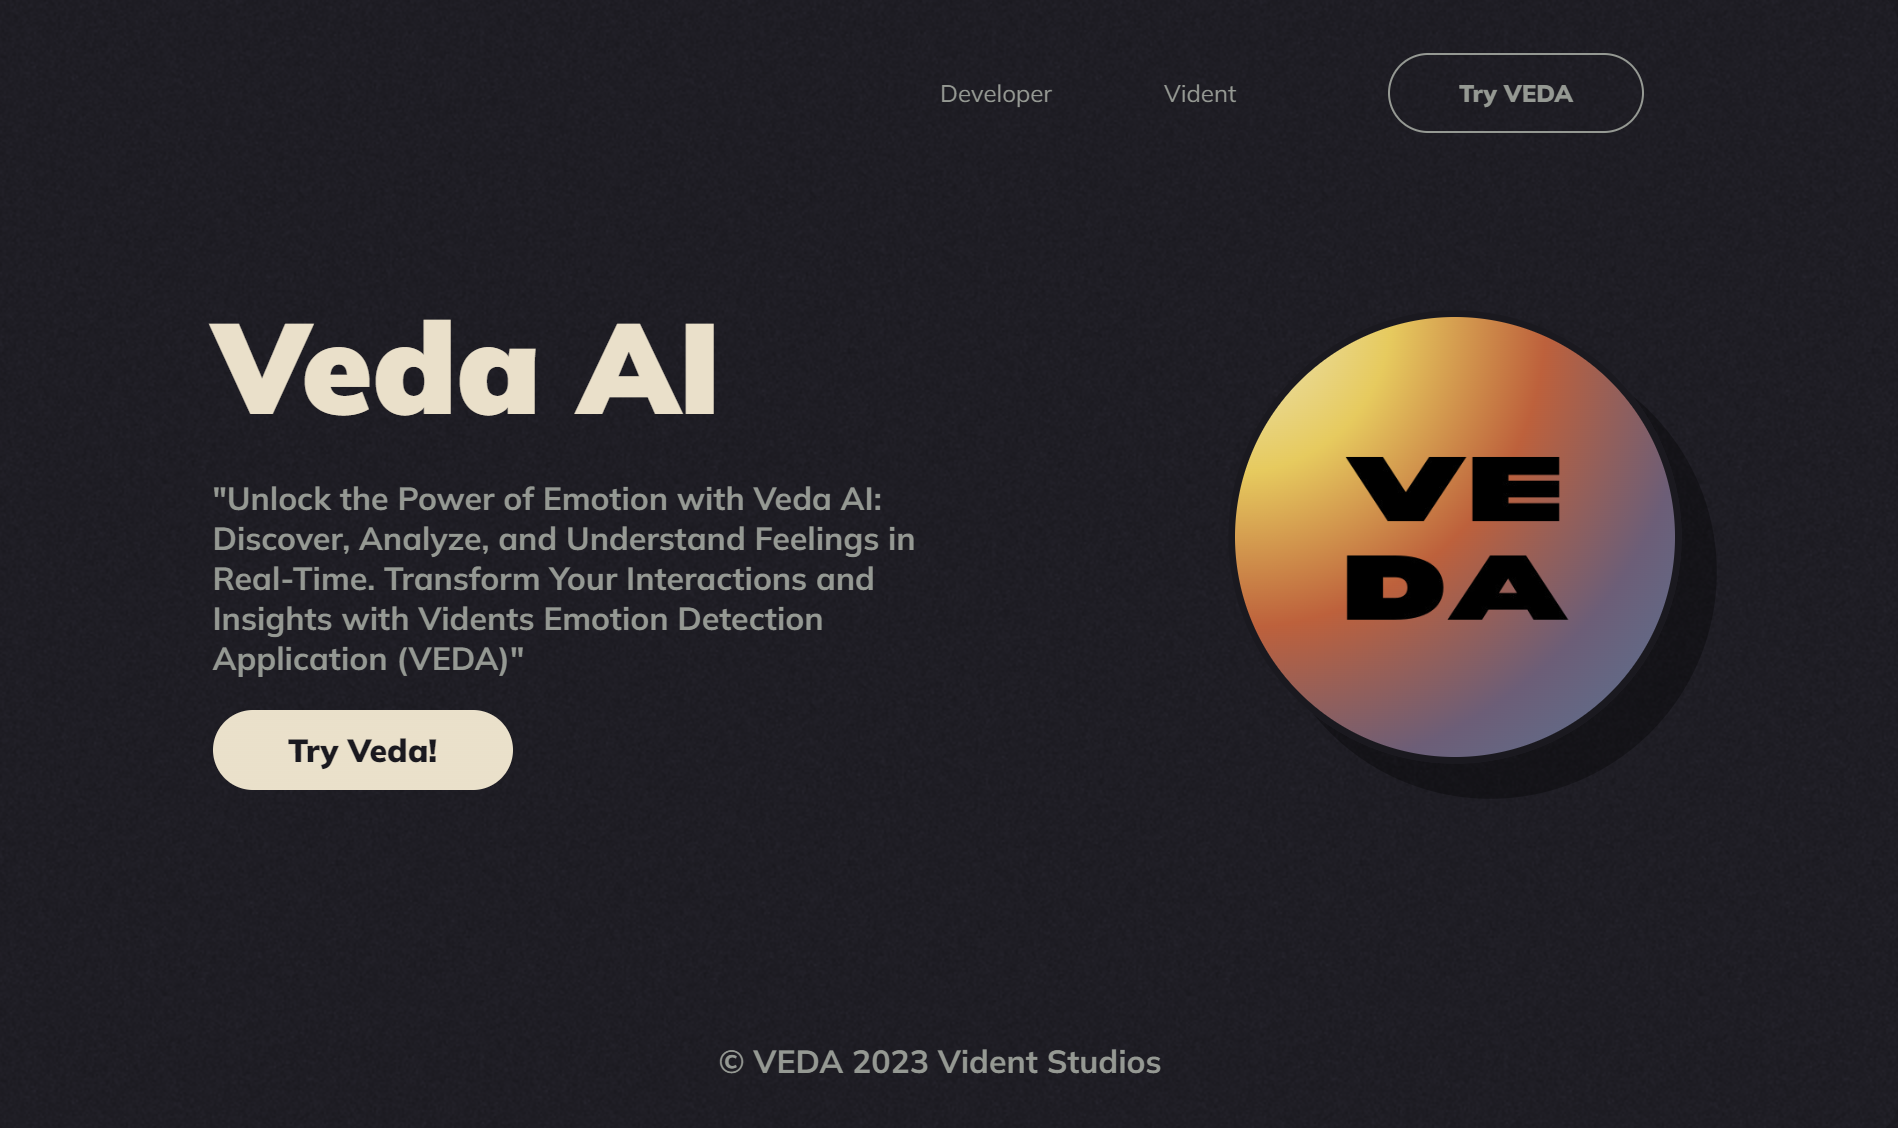 Developer
Vident
Try VEDA
Veda AI
"Unlock the Power of Emotion with Veda AI:
Discover, Analyze, and Understand Feelings in
Real-Time. Transform Your Interactions and
Insights with Vidents Emotion Detection
Application (VEDA)"
Try Veda!
VE
DA
© VEDA 2023 Vident Studios